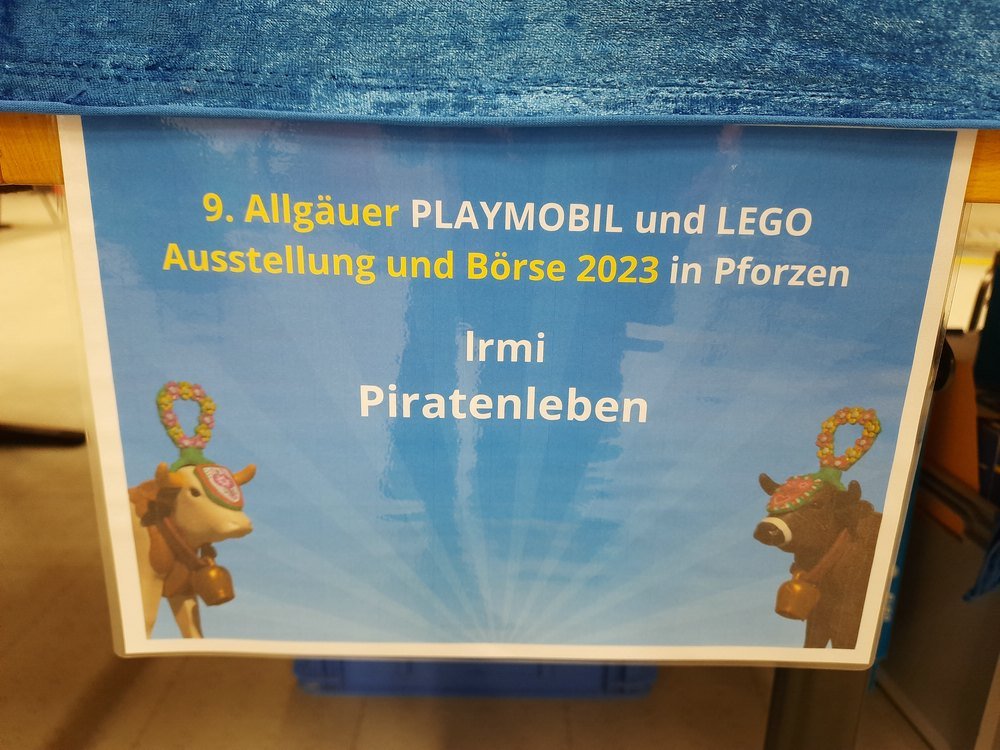 9. Allgäuer PLAYMOBIL und LEGO
Ausstellung und Börse 2023 in Pforzen
Irmi
Piratenleben